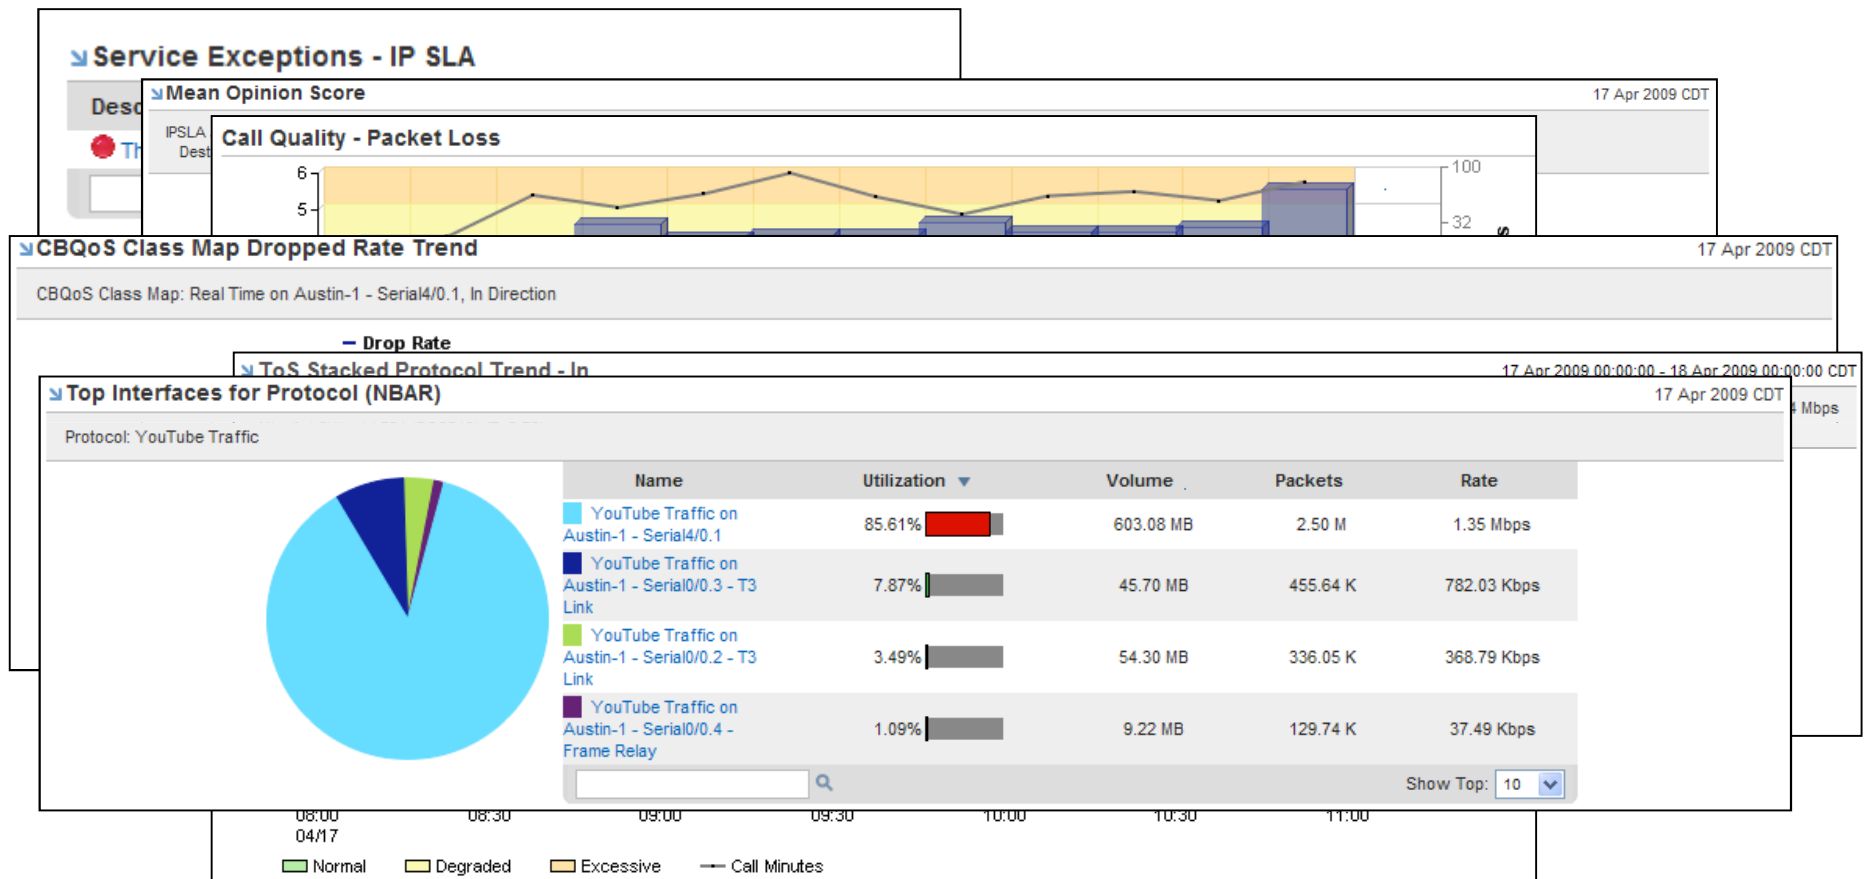 Service Exceptions - IP SLA
Mean Opinion Score
17 Apr 2009 CDT
IPSLA
Call Quality - Packet Loss
6
100
5
32
CBQoS Class Map Dropped Rate Trend
17 Apr 2009 CDT
CBQoS Class Map: Real Time on Austin-1 - Serial4/0.1, In Direction
Drop Rate
ToS Stacked Protocol Trend - In
17 Apr 2009 00:00:00 - 18 Apr 2009 00:00:00 CDT
Mbps
Top Interfaces for Protocol (NBAR)
17 Apr 2009 CDT
Protocol: YouTube Traffic
Name Utilization Volume Packets Rate
YouTube Traffic on
Austin-1 - Serial4/0.1
85.61% 603.08 MB 2.50 M 1.35 Mbps
YouTube Traffic on
Austin-1 - Serial0/0.3 - T3
Link
7.87% 45.70 MB 455.64 K 782.03 Kbps
YouTube Traffic on
Austin-1 - Serial0/0.2 - T3
Link
3.49% 54.30 MB 336.05 K 368.79 Kbps
YouTube Traffic on
Austin-1 - Serial0/0.4 -
Frame Relay
1.09% 9.22 MB 129.74 K 37.49 Kbps
Show Top: 10
08:00 08:30 09:00 09:30 10:00 10:30 11:00
04/17
Normal Degraded Excessive Call Minutes